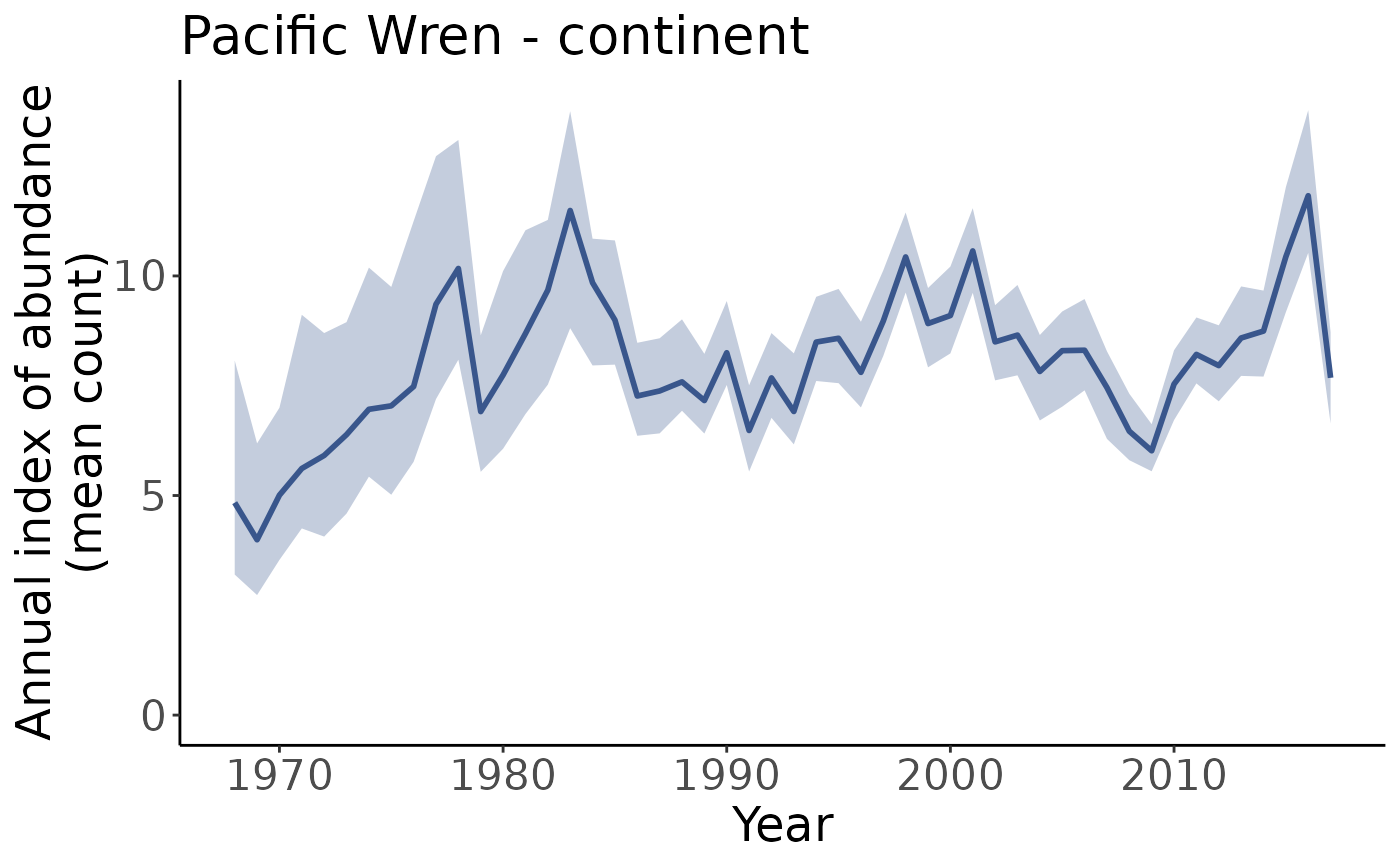 Pacific Wren - continent
Annual index of abundance
(mean count)
10
5
0
1970 1980 1990 2000 2010
Year